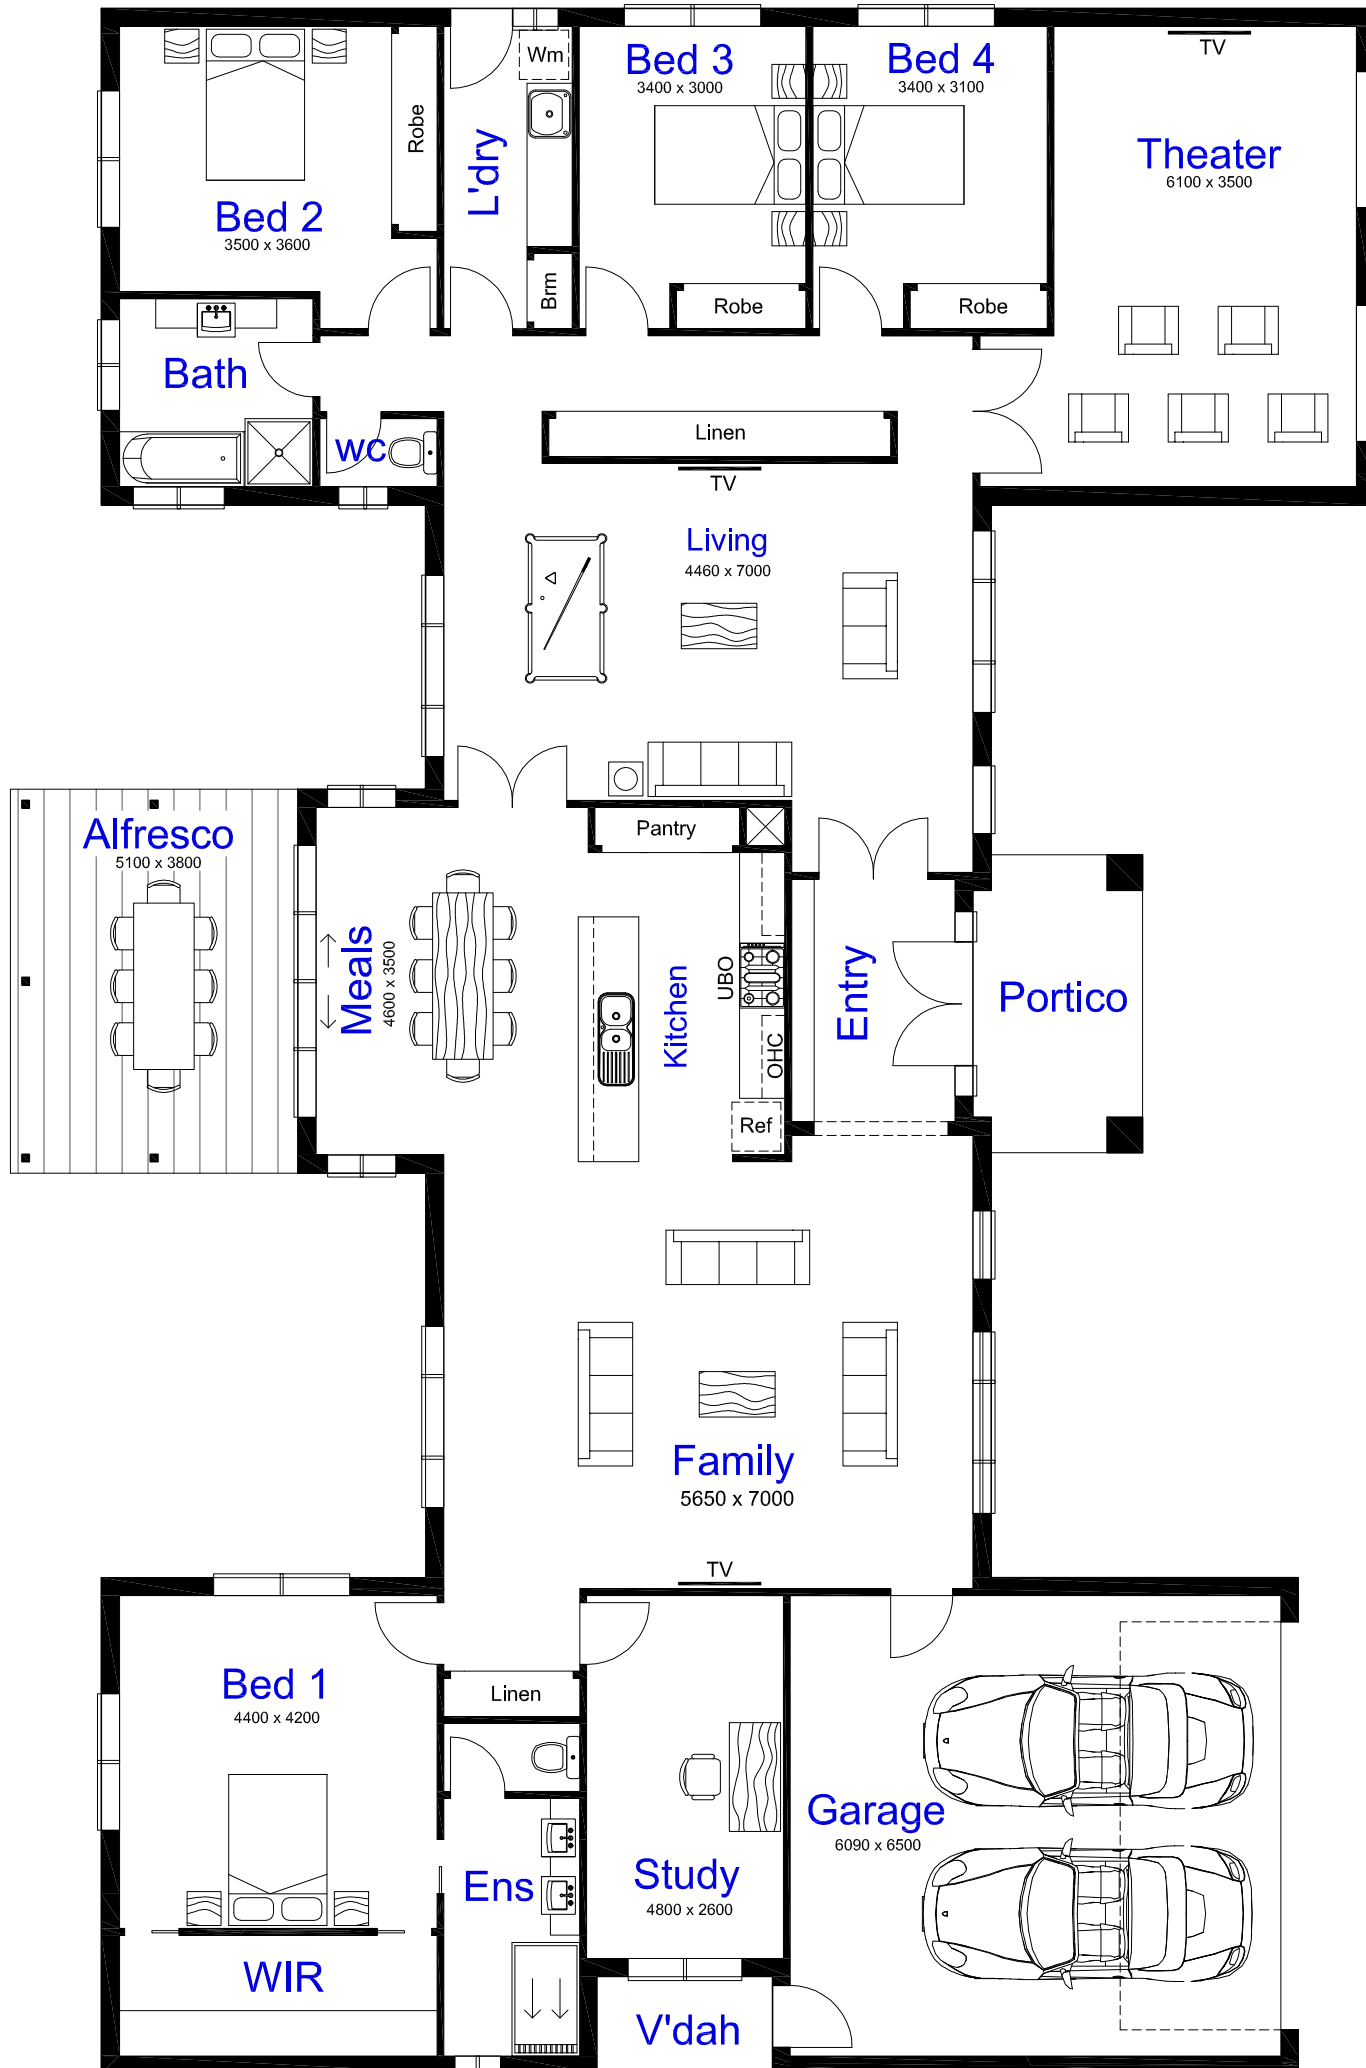 TV
Wm
Bed 3
3400 x 3000
Bed 4
3400 x 3100
Robe
L'dry
Theater
6100 x 3500
Bed 2
3500 x 3600
Brm
Robe
Robe
Bath
wc
Linen
TV
Living
4460 x 7000
Pantry
Alfresco
5100 x 3800
Meals
4600 x 3500
Kitchen
UBO
OHC
Entry
Portico
Ref
Family
5650 x 7000
TV
Bed 1
4400 x 4200
Linen
Garage
6090 x 6500
Ens
Study
4800 x 2600
WIR
V'dah